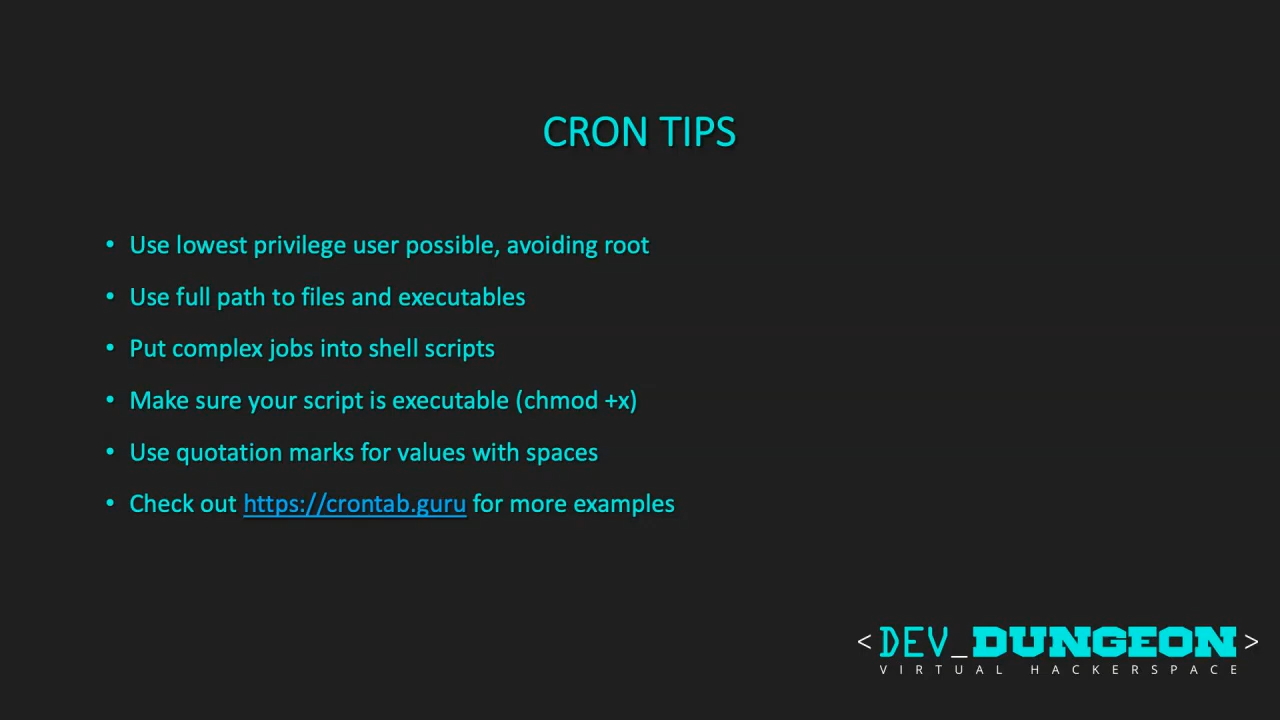 CRON TIPS
• Use lowest privilege user possible, avoiding root
• Use full path to files and executables
• Put complex jobs into shell scripts
• Make sure your script is executable (chmod +x)
• Use quotation marks for values with spaces
• Check out https://crontab.guru for more examples
<DEV_DUNGEON>
VIRTUAL HACKERSPACE